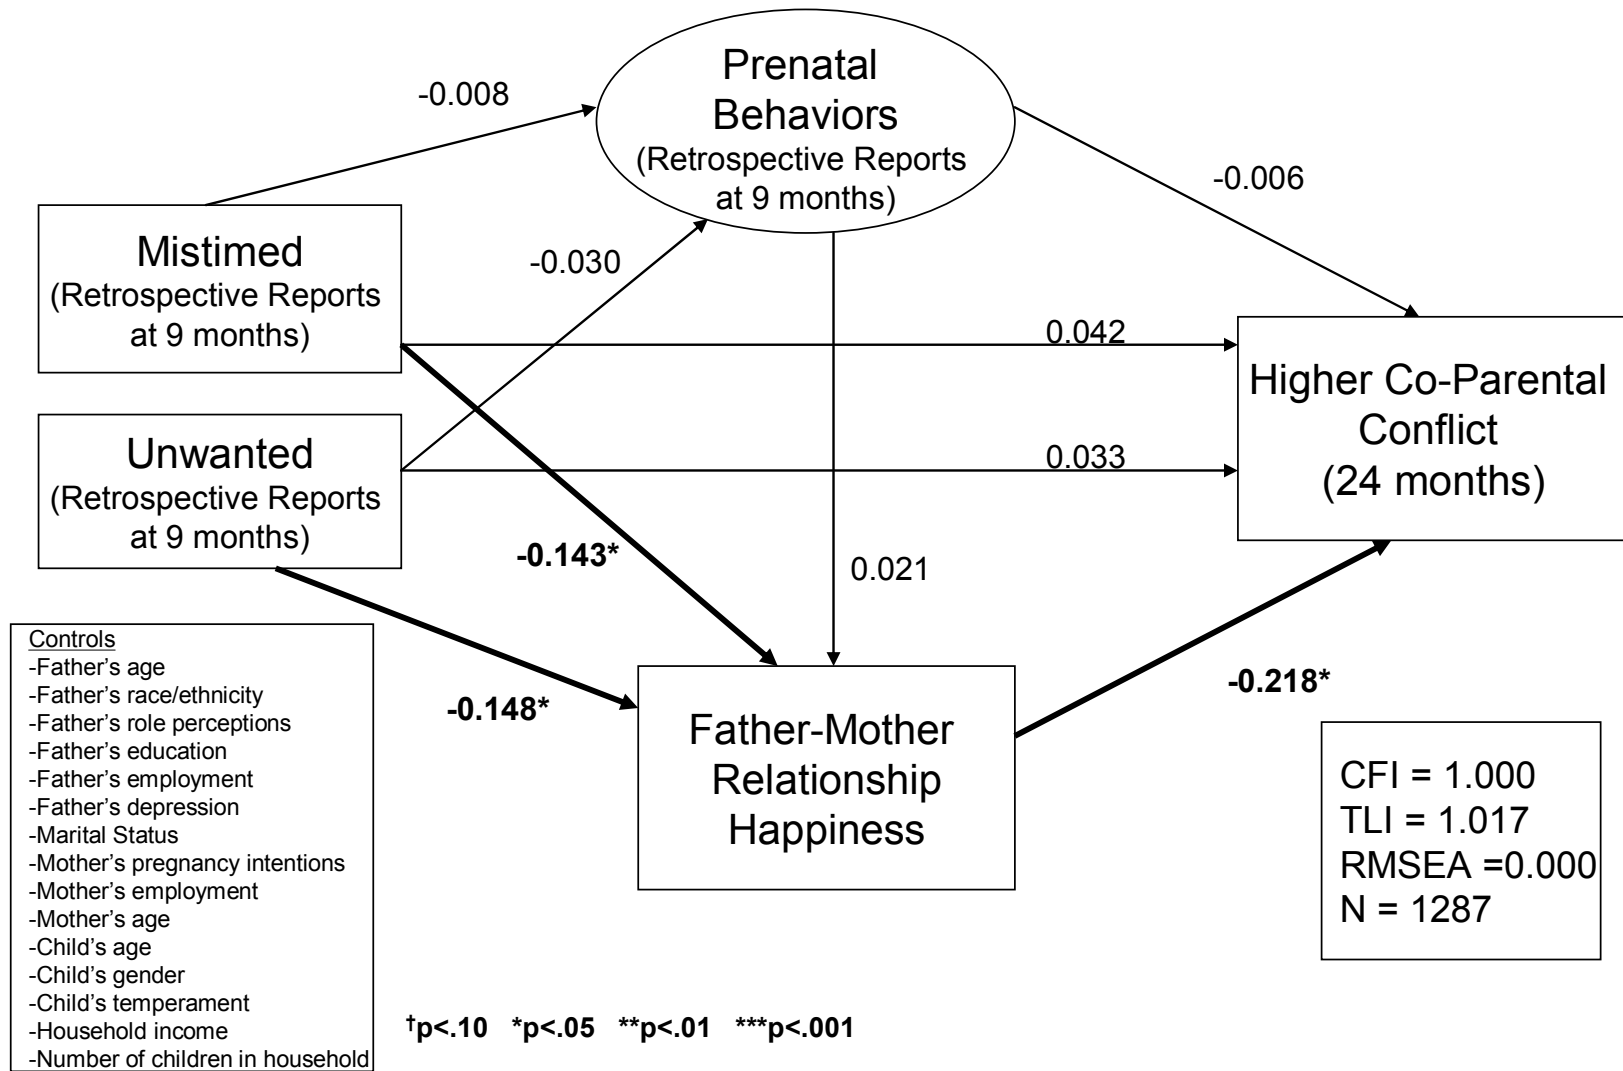 Prenatal
Behaviors
(Retrospective Reports
at 9 months)
-0.008
-0.006
Mistimed
(Retrospective Reports
at 9 months)
-0.030
0.042
Higher Co-Parental
Conflict
(24 months)
Unwanted
(Retrospective Reports
at 9 months)
0.033
-0.143*
0.021
-0.148*
-0.218*
Father-Mother
Relationship
Happiness
Controls
-Father's age
-Father's race/ethnicity
-Father's role perceptions
-Father's education
-Father's employment
-Father's depression
-Marital Status
-Mother's pregnancy intentions
-Mother's employment
-Mother's age
-Child's age
-Child's gender
-Child's temperament
-Household income
-Number of children in household
CFI = 1.000
TLI = 1.017
RMSEA =0.000
N = 1287
†p<.10 *p<.05 **p<.01 ***p<.001